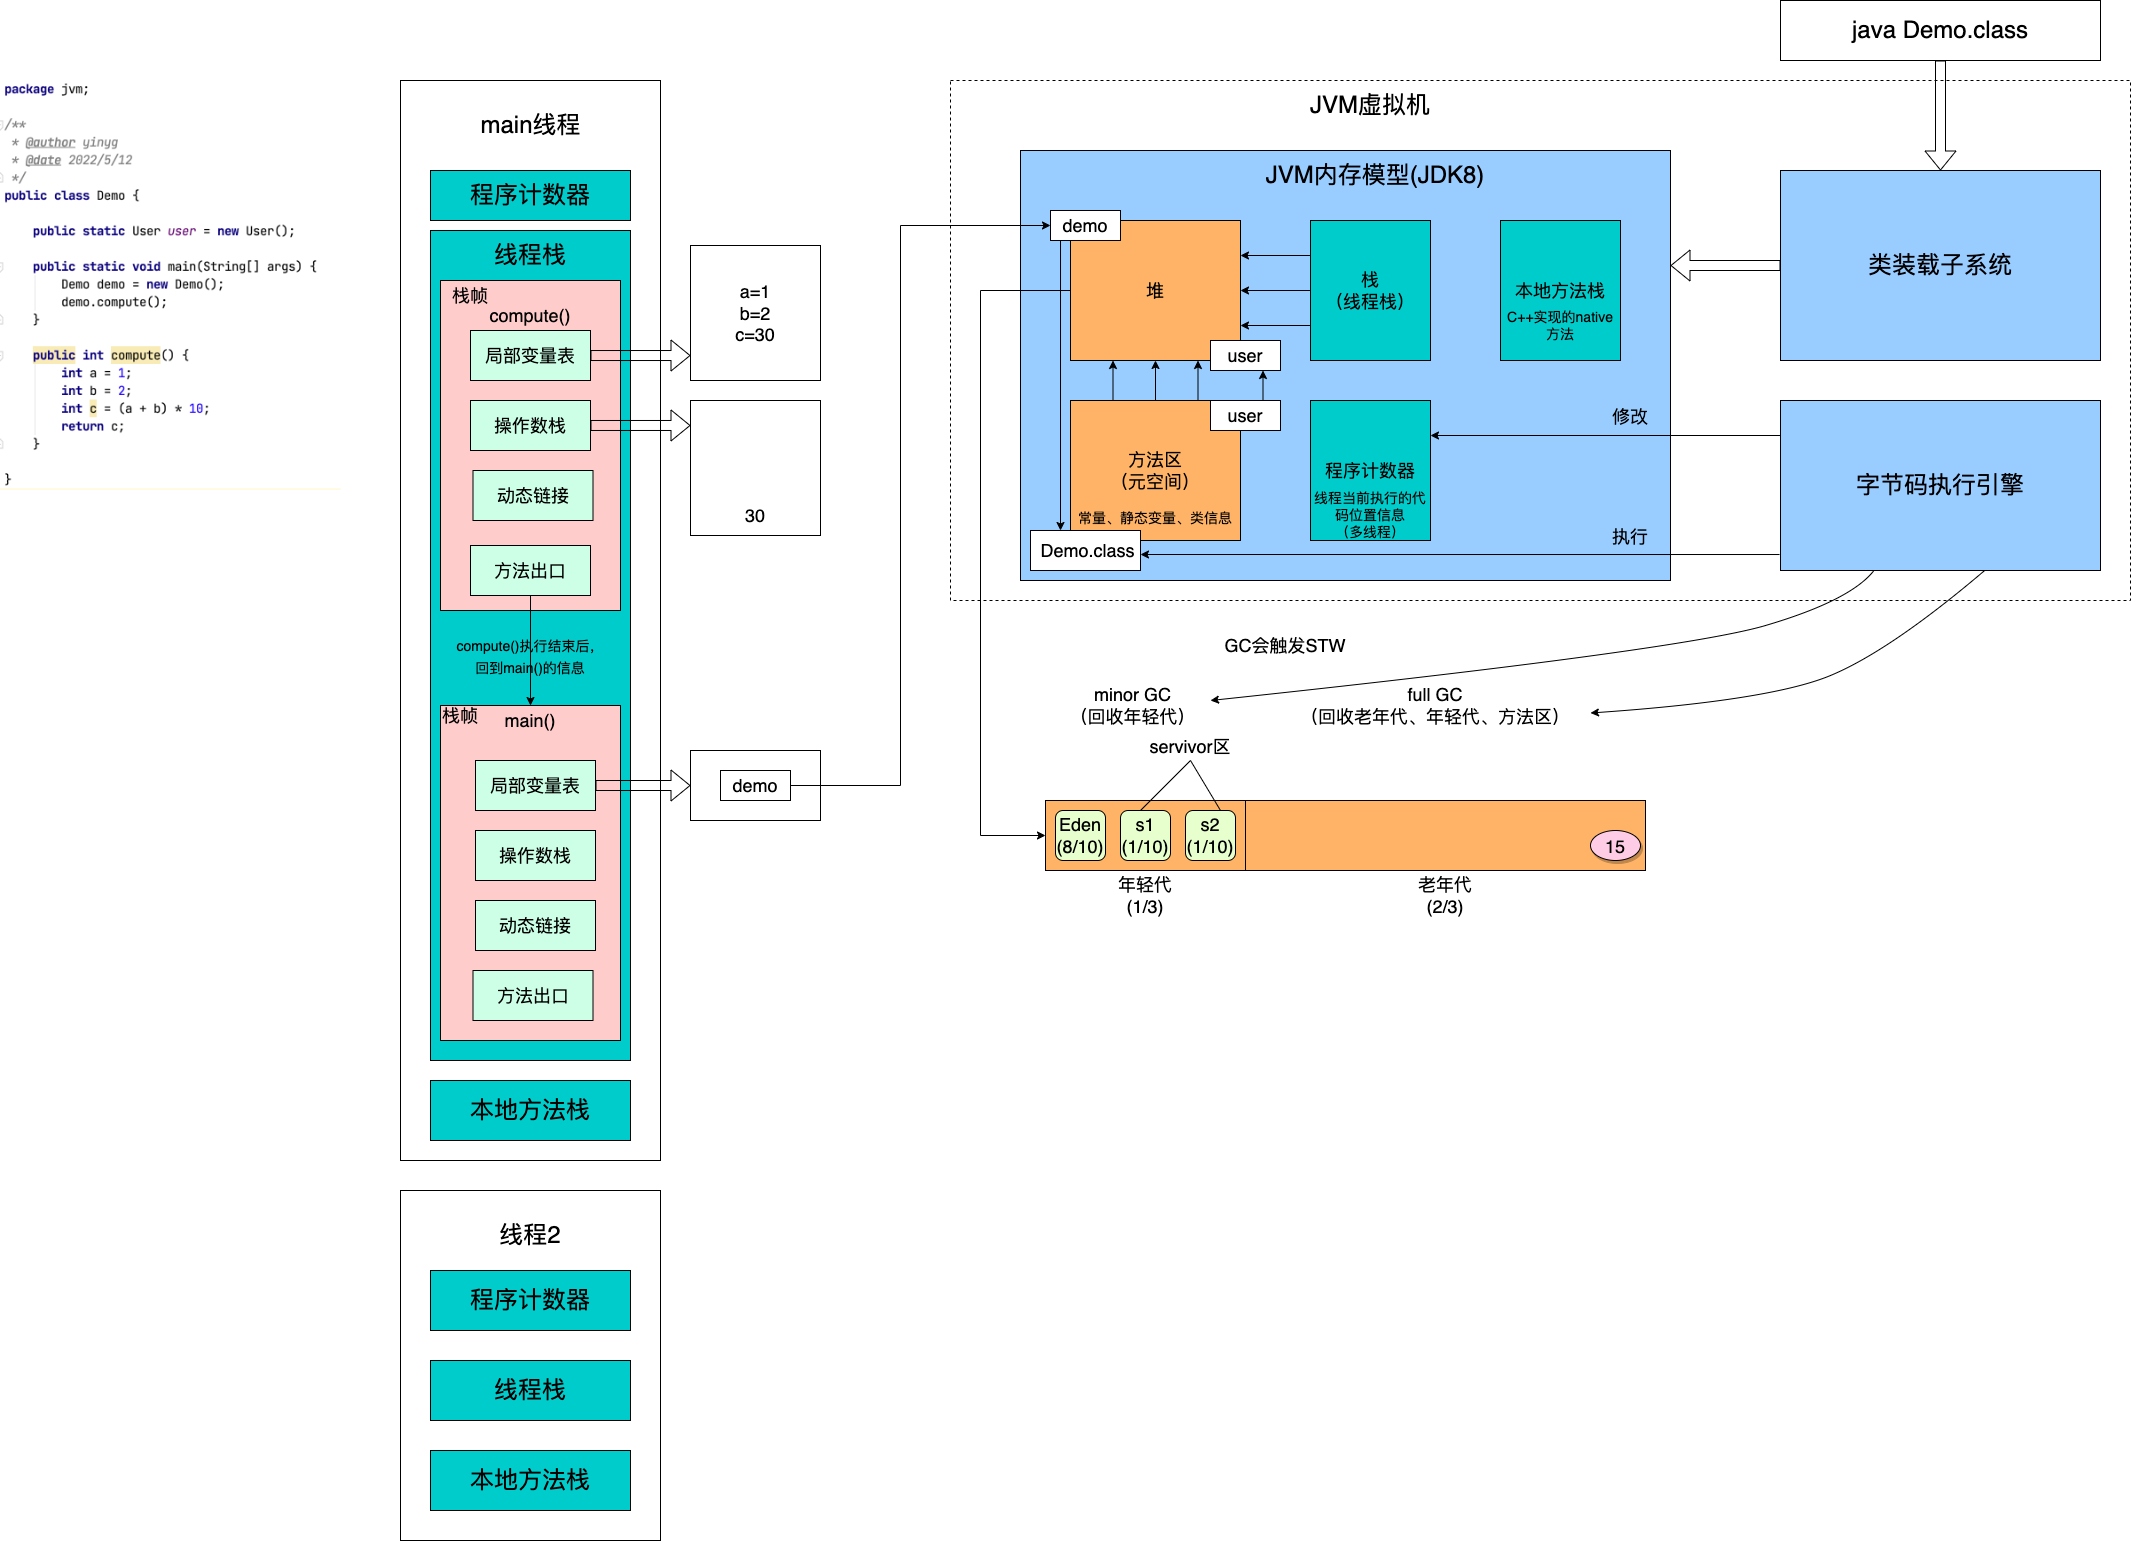 package jvm;
/**
* @author yinyg
* @date 2022/5/12
*/
public class Demo {
public static User user = new User();
public static void main(String[] args) {
Demo demo = new Demo();
demo.compute();
}
public int compute() {
int a = 1;
int b = 2;
int c = (a + b) * 10;
return c;
}
}
main线程
程序计数器
线程栈
栈帧
compute()
局部变量表
操作数栈
动态链接
方法出口
compute()执行结束后，
回到main()的信息
栈帧
main()
局部变量表
操作数栈
动态链接
方法出口
本地方法栈
a=1
b=2
c=30
30
demo
线程2
程序计数器
线程栈
本地方法栈
java Demo.class
JVM虚拟机
JVM内存模型(JDK8)
demo
堆
user
栈
（线程栈）
本地方法栈
C++实现的native
方法
user
方法区
（元空间）
常量、静态变量、类信息
Demo.class
程序计数器
线程当前执行的代
码位置信息
（多线程）
类装载子系统
修改
字节码执行引擎
执行
GC会触发STW
minor GC
（回收年轻代）
full GC
（回收老年代、年轻代、方法区）
servivor区
Eden
(8/10)
s1
(1/10)
s2
(1/10)
15
年轻代
(1/3)
老年代
(2/3)